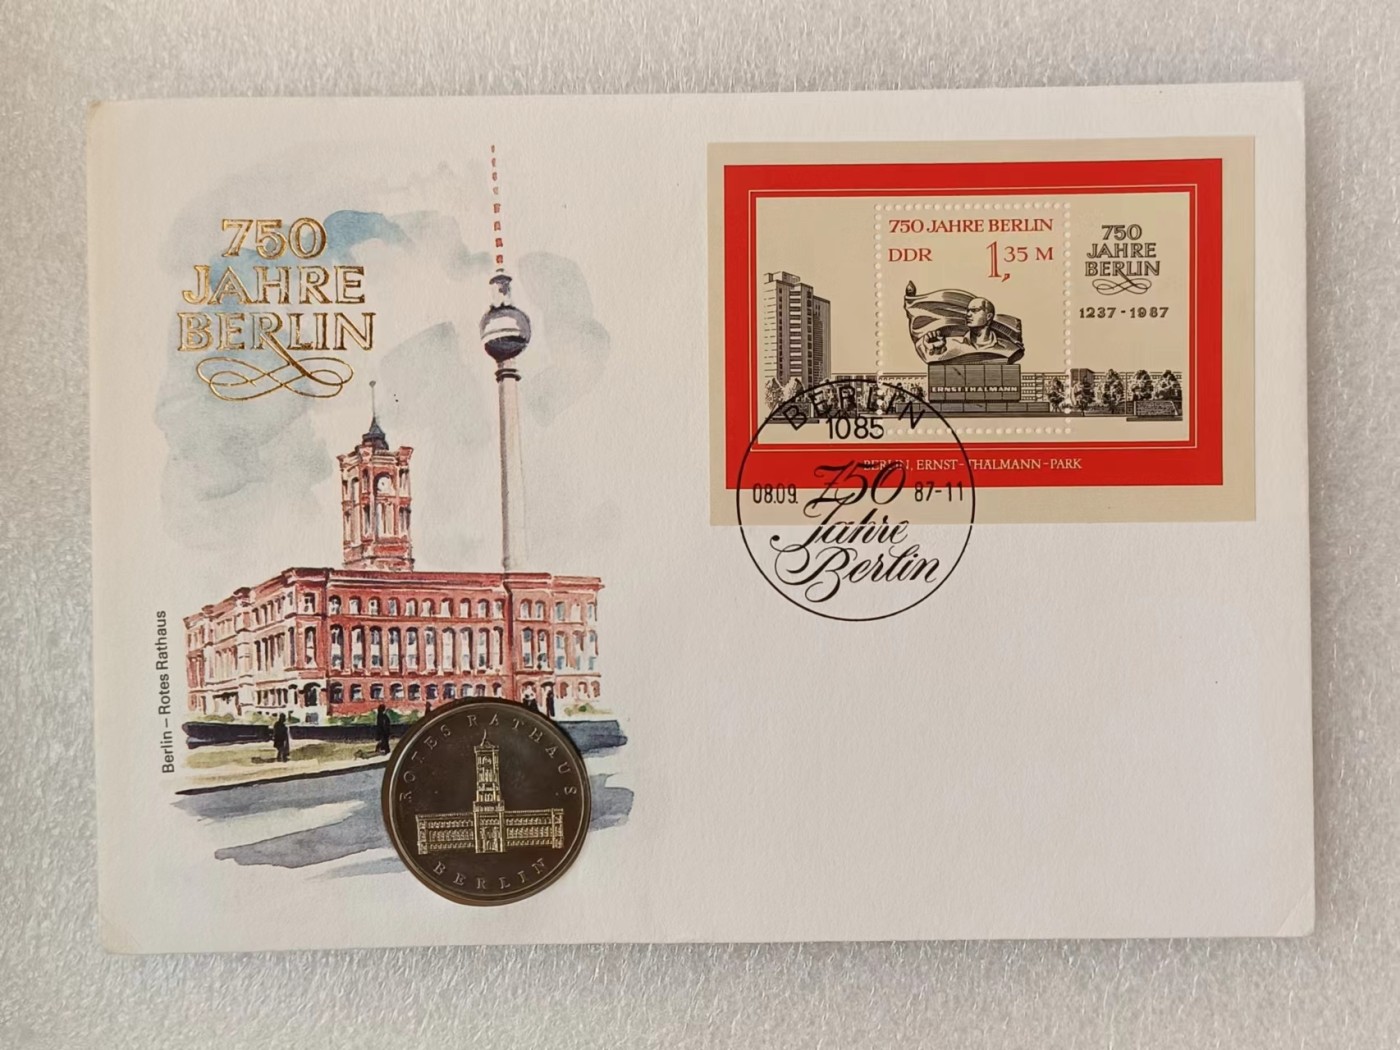 750
JAHRE
BERLIN
Berlin – Rotes Rathaus
ROTES RATHAUS
BERLIN
750 JAHRE BERLIN
DDR 1,35 M
ERNST THÄLMANN
750
JAHRE
BERLIN
1237-1987
BERLIN, ERNST-THÄLMANN-PARK
BERLIN
1085
08.09. 750 87-11
Jahre
Berlin